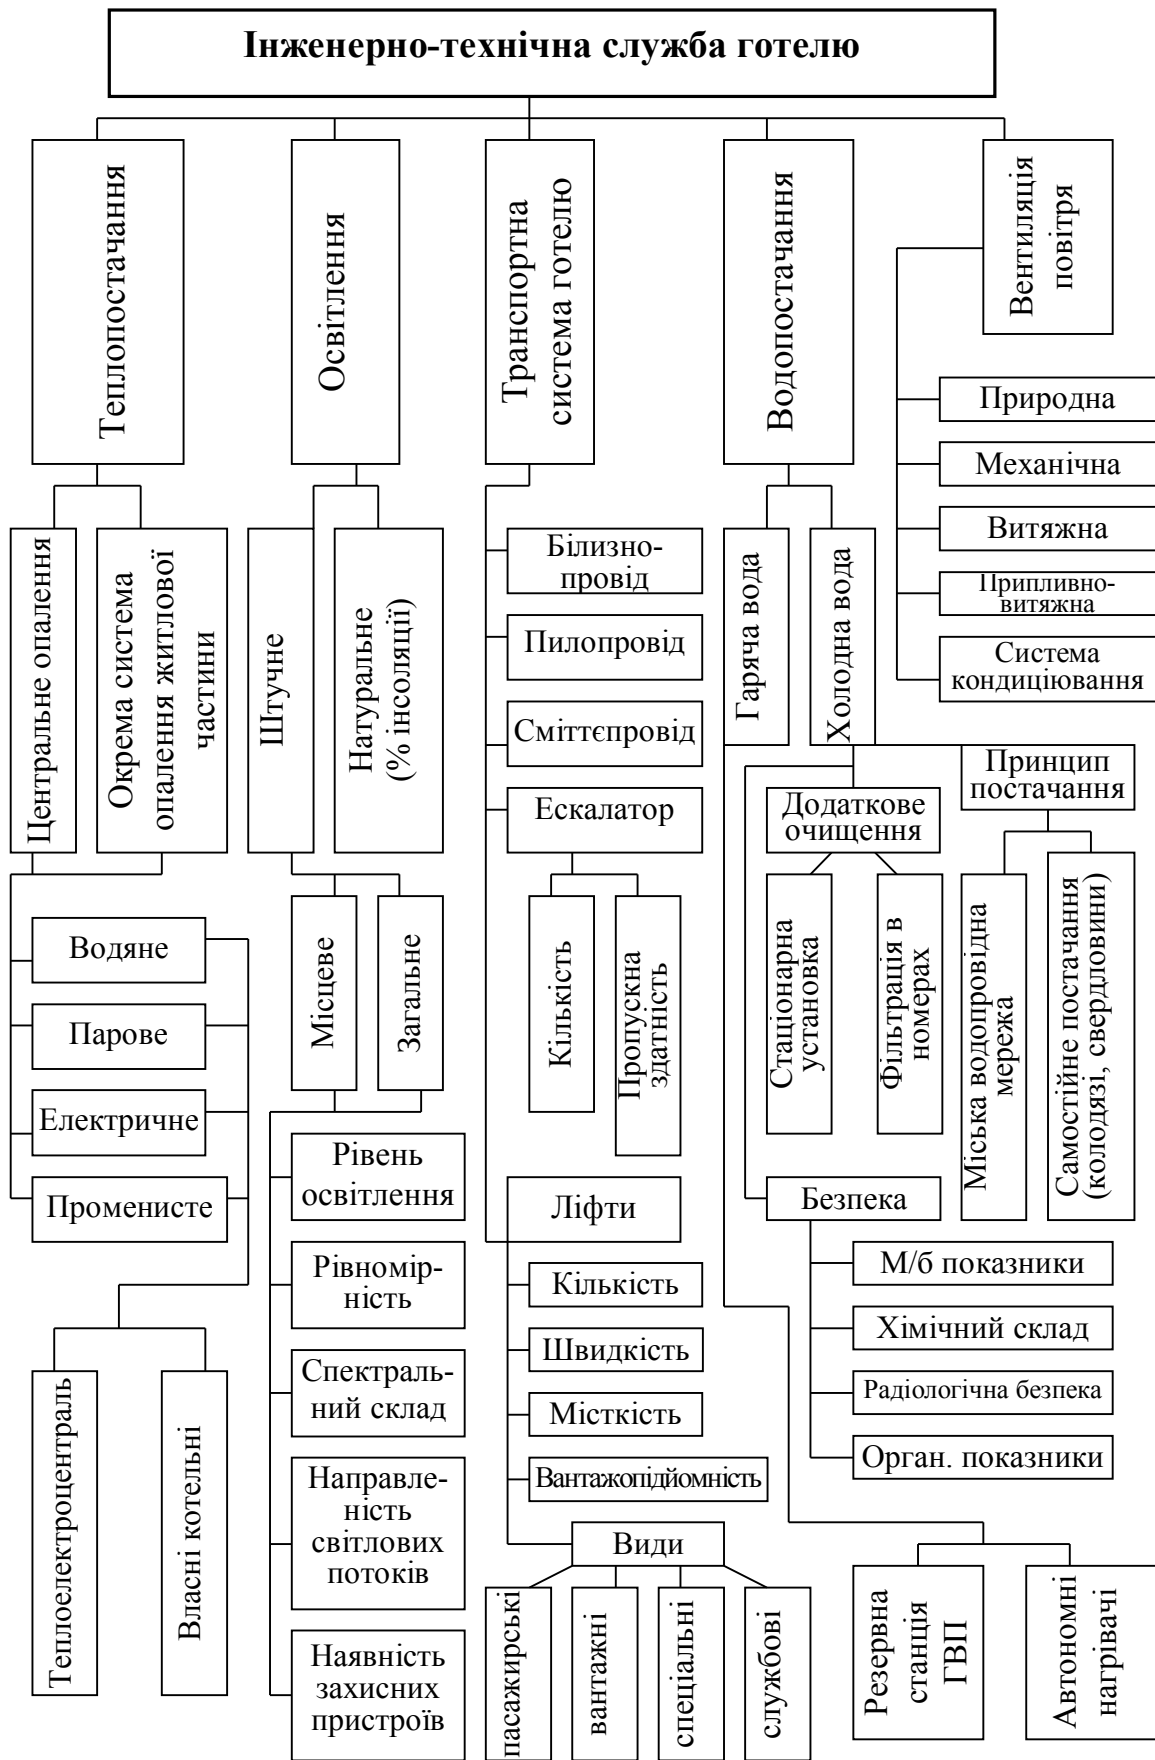 Інженерно-технічна служба готелю
Теплопостачання
Освітлення
Транспортна
система готелю
Водопостачання
Вентиляція
повітря
Центральне опалення
Окрема система
опалення житлової
частини
Водяне
Парове
Електричне
Променисте
Теплоелектроцентраль
Власні котельні
Штучне
Натуральне
(% інсоляції)
Місцеве
Загальне
Рівень
освітлення
Рівномір-
ність
Спектраль-
ний склад
Направле-
ність
світлових
потоків
Наявність
захисних
пристроїв
Білизно-
провід
Пилопровід
Сміттєпровід
Ескалатор
Кількість
Пропускна
здатність
Ліфти
Кількість
Швидкість
Місткість
Вантажопідйомність
Види
пасажирські
вантажні
спеціальні
службові
Гаряча вода
Холодна вода
Додаткове
очищення
Стаціонарна
установка
Фільтрація в
номерах
Принцип
постачання
Міська водопровідна
мережа
Самостійне постачання
(колодязі, свердловини)
Безпека
М/б показники
Хімічний склад
Радіологічна безпека
Орган. показники
Резервна
станція
ГВП
Автономні
нагрівачі
Природна
Механічна
Витяжна
Припливно-
витяжна
Система
кондиціювання